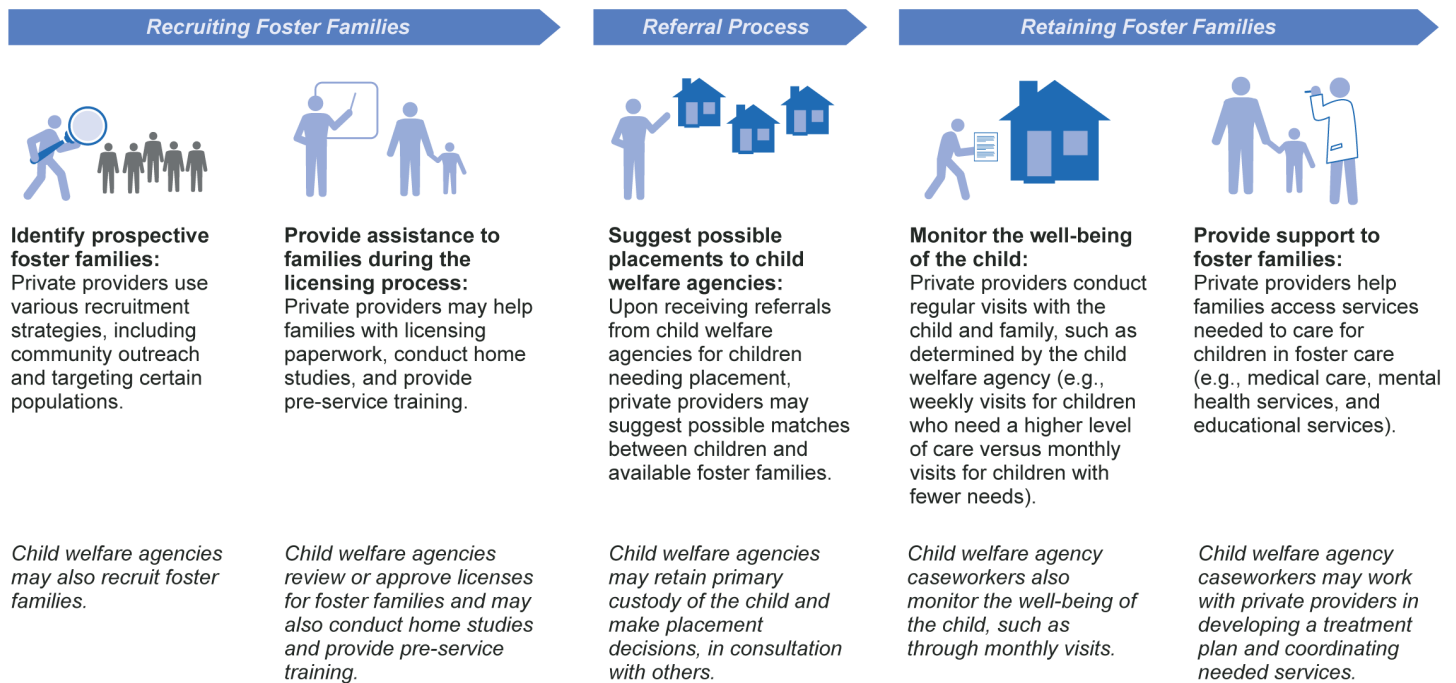 Recruiting Foster Families
Referral Process
Retaining Foster Families
Identify prospective
foster families:
Private providers use
various recruitment
strategies, including
community outreach
and targeting certain
populations.
Provide assistance to
families during the
licensing process:
Private providers may help
families with licensing
paperwork, conduct home
studies, and provide
pre-service training.
Suggest possible
placements to child
welfare agencies:
Upon receiving referrals
from child welfare
agencies for children
needing placement,
private providers may
suggest possible matches
between children and
available foster families.
Monitor the well-being
of the child:
Private providers conduct
regular visits with the
child and family, such as
determined by the child
welfare agency (e.g.,
weekly visits for children
who need a higher level
of care versus monthly
visits for children with
fewer needs).
Provide support to
foster families:
Private providers help
families access services
needed to care for
children in foster care
(e.g., medical care, mental
health services, and
educational services).
Child welfare agencies
may also recruit foster
families.
Child welfare agencies
review or approve licenses
for foster families and may
also conduct home studies
and provide pre-service
training.
Child welfare agencies
may retain primary
custody of the child and
make placement
decisions, in consultation
with others.
Child welfare agency
caseworkers also
monitor the well-being of
the child, such as
through monthly visits.
Child welfare agency
caseworkers may work
with private providers in
developing a treatment
plan and coordinating
needed services.